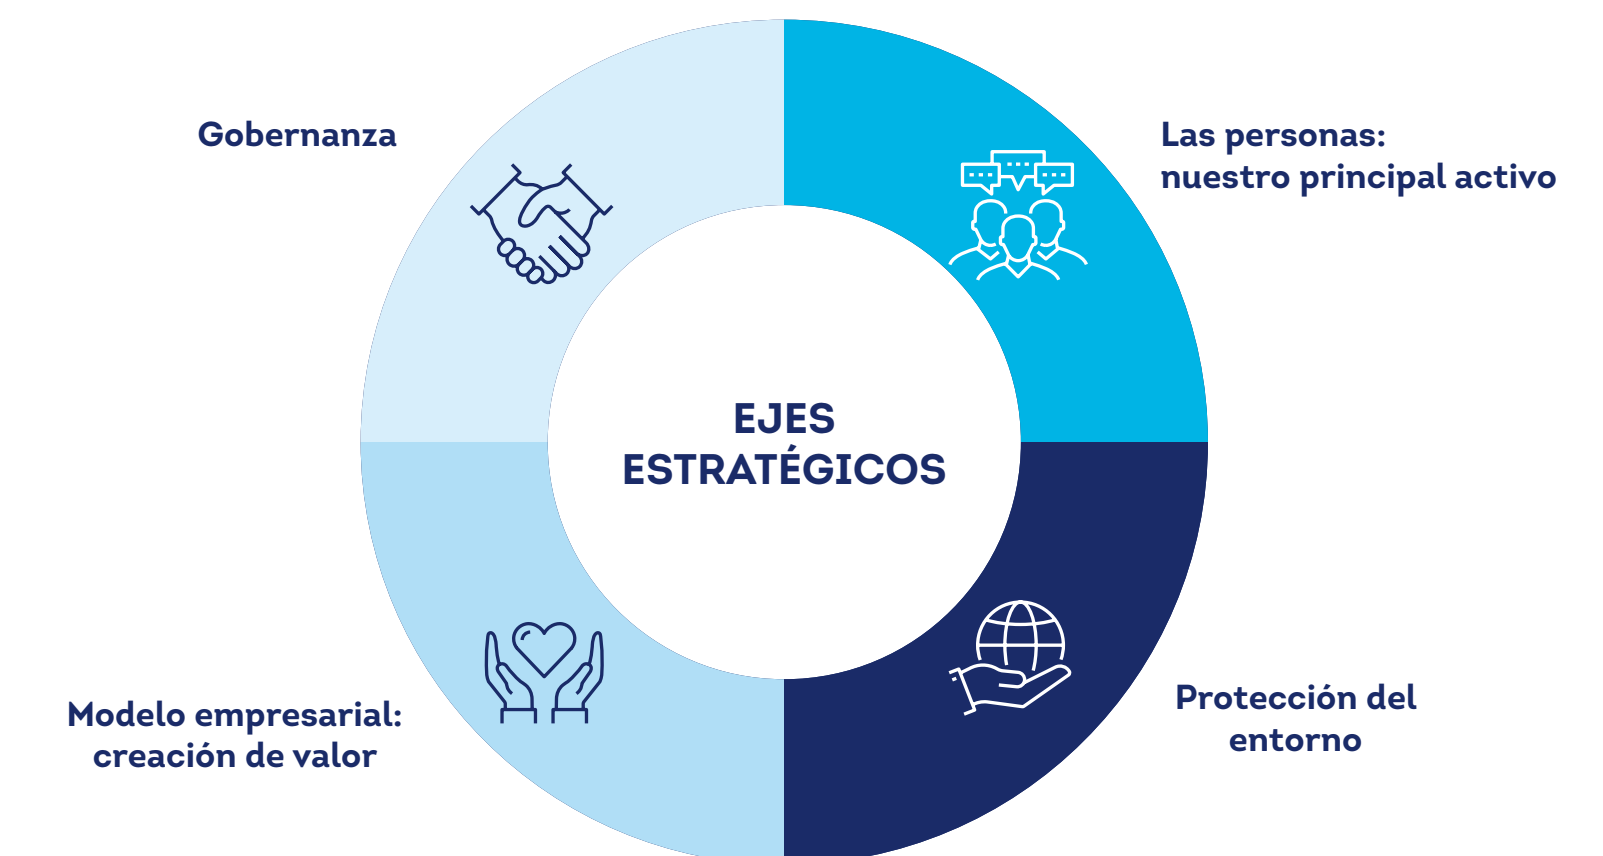 Gobernanza
Las personas:
nuestro principal activo
EJES
ESTRATÉGICOS
Modelo empresarial:
creación de valor
Protección del
entorno